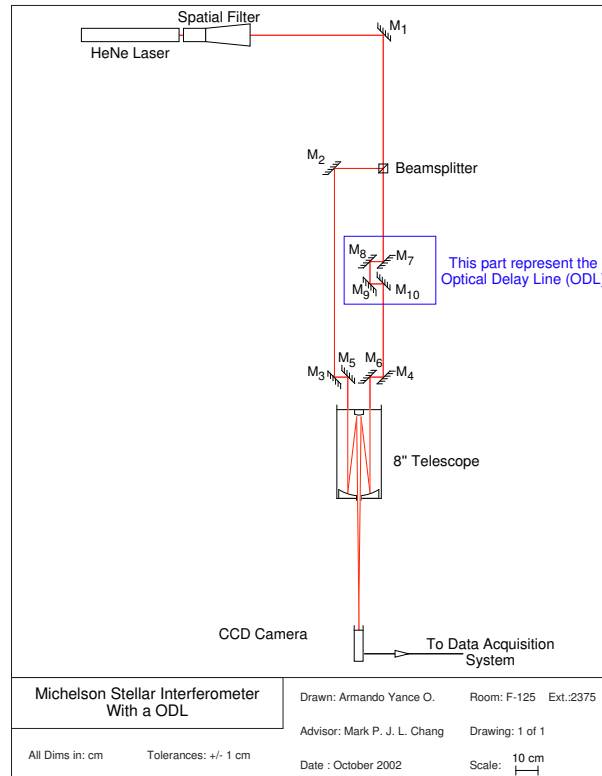 Spatial Filter
M1
HeNe Laser
M2
Beamsplitter
M8
M7
This part represent the
Optical Delay Line (ODL)
M9
M10
M5
M6
M3
M4
8" Telescope
CCD Camera
To Data Acquisition
System
Michelson Stellar Interferometer
With a ODL
All Dims in: cm
Tolerances: +/- 1 cm
Drawn: Armando Yance O.
Room: F-125 Ext.:2375
Advisor: Mark P. J. L. Chang
Drawing: 1 of 1
Date : October 2002
Scale: 10 cm